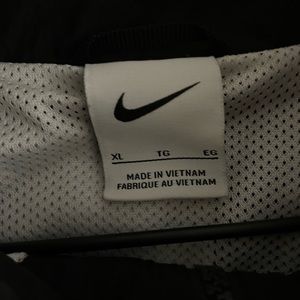 XL TG EG
MADE IN VIETNAM
FABRIQUE AU VIETNAM